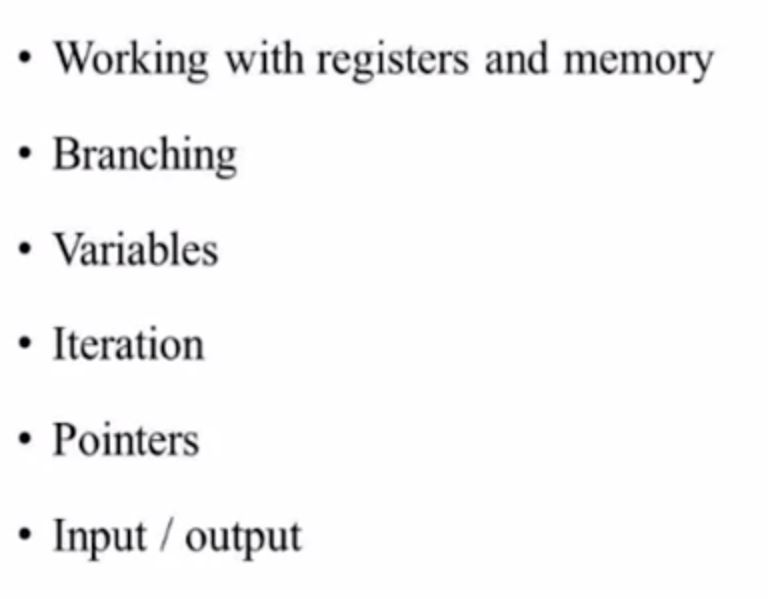 • Working with registers and memory
• Branching
• Variables
• Iteration
• Pointers
• Input / output